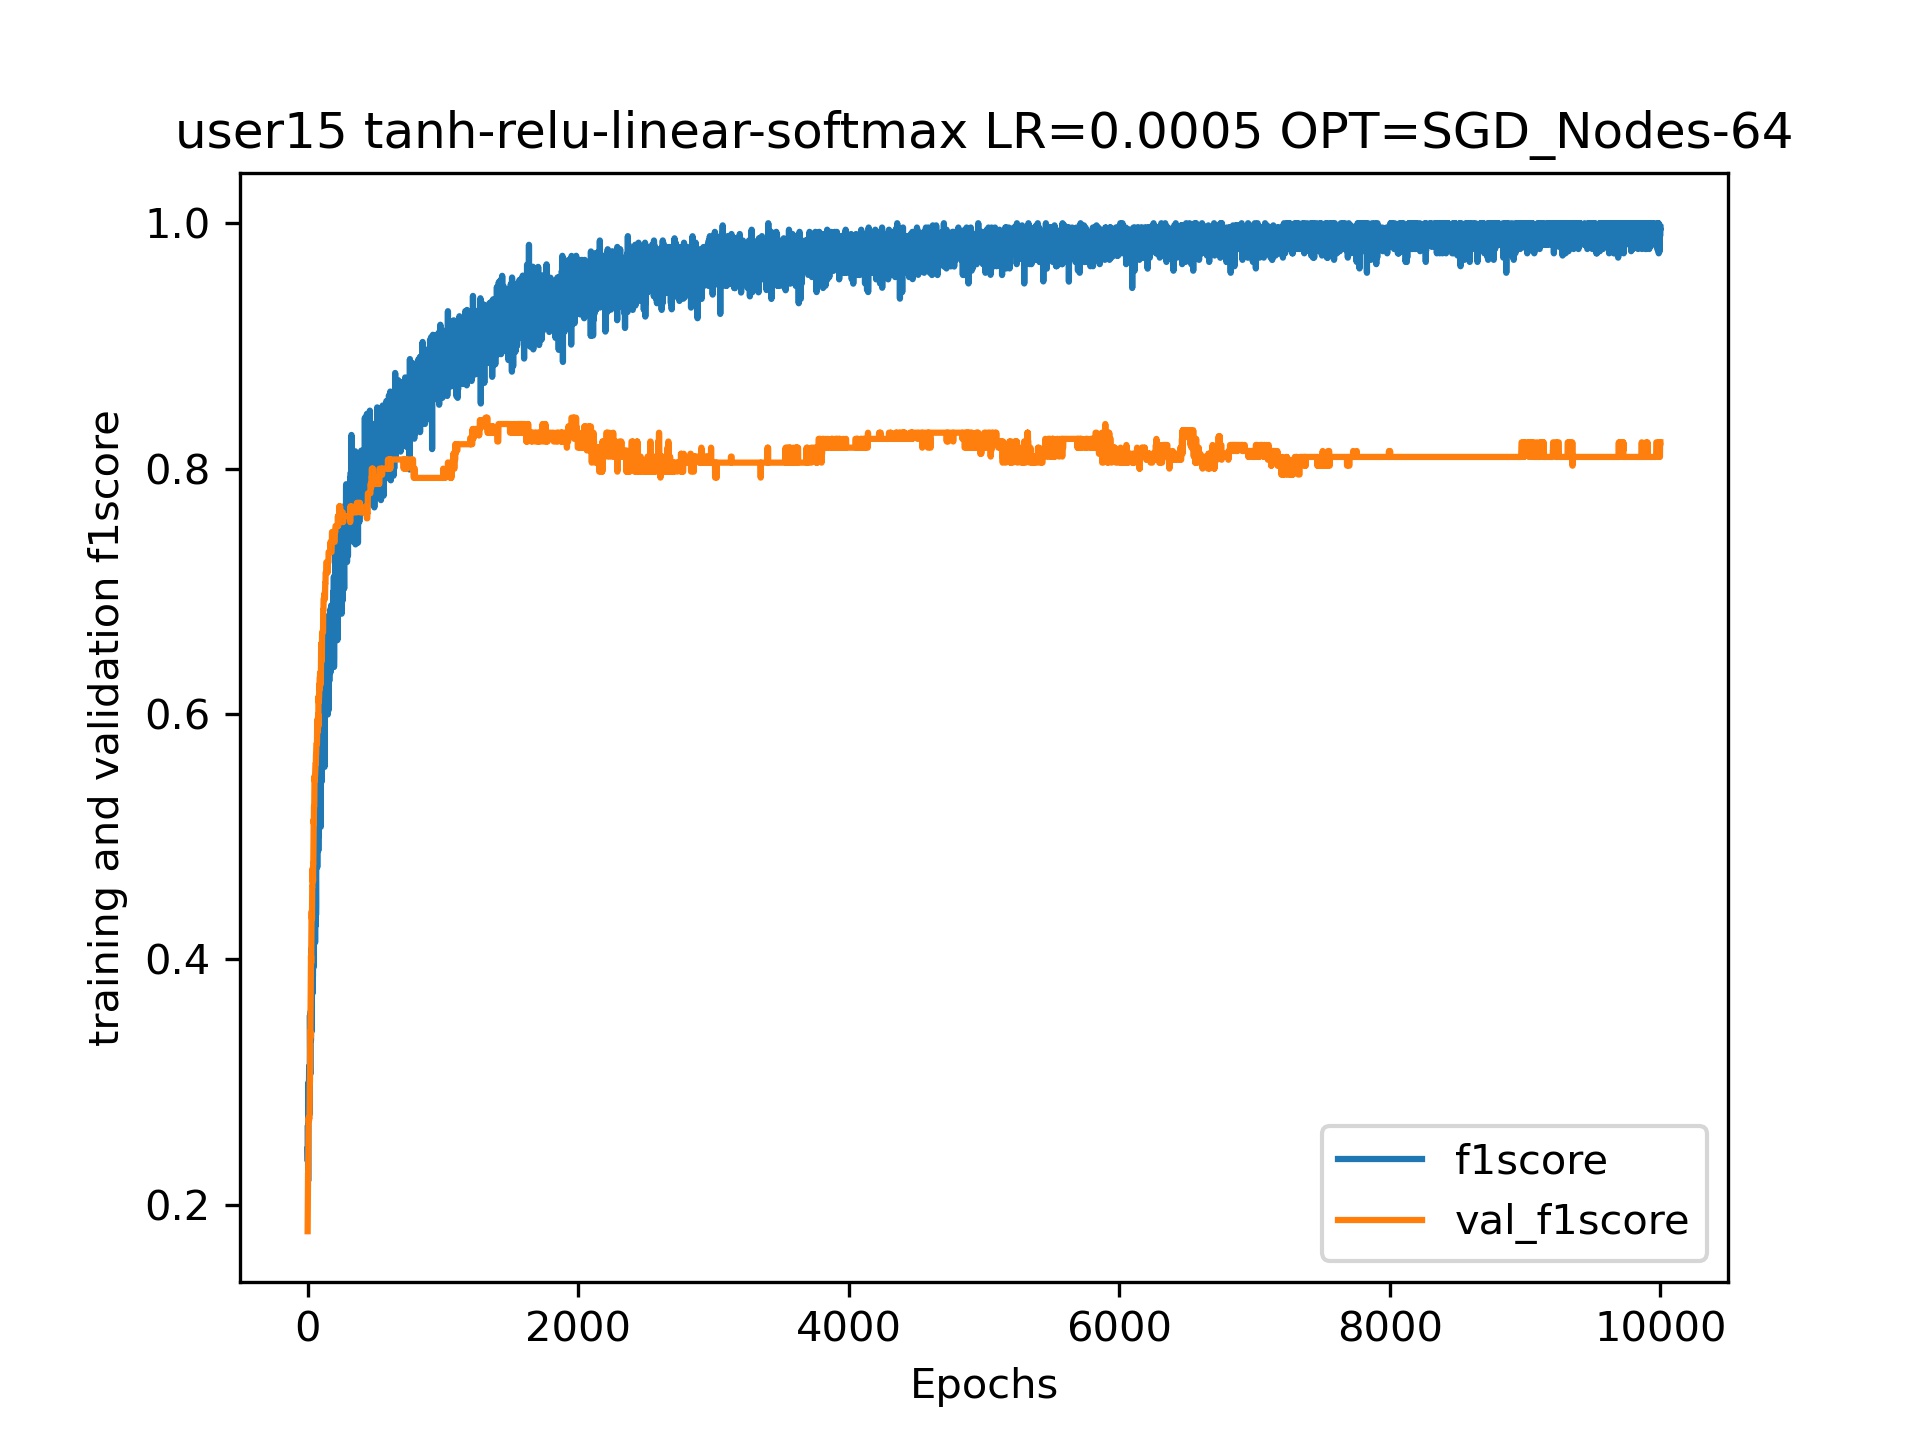 user15 tanh-relu-linear-softmax LR=0.0005 OPT=SGD_Nodes-64
training and validation f1score
1.0
0.8
0.6
0.4
0.2
f1score
val_f1score
0 2000 4000 6000 8000 10000
Epochs